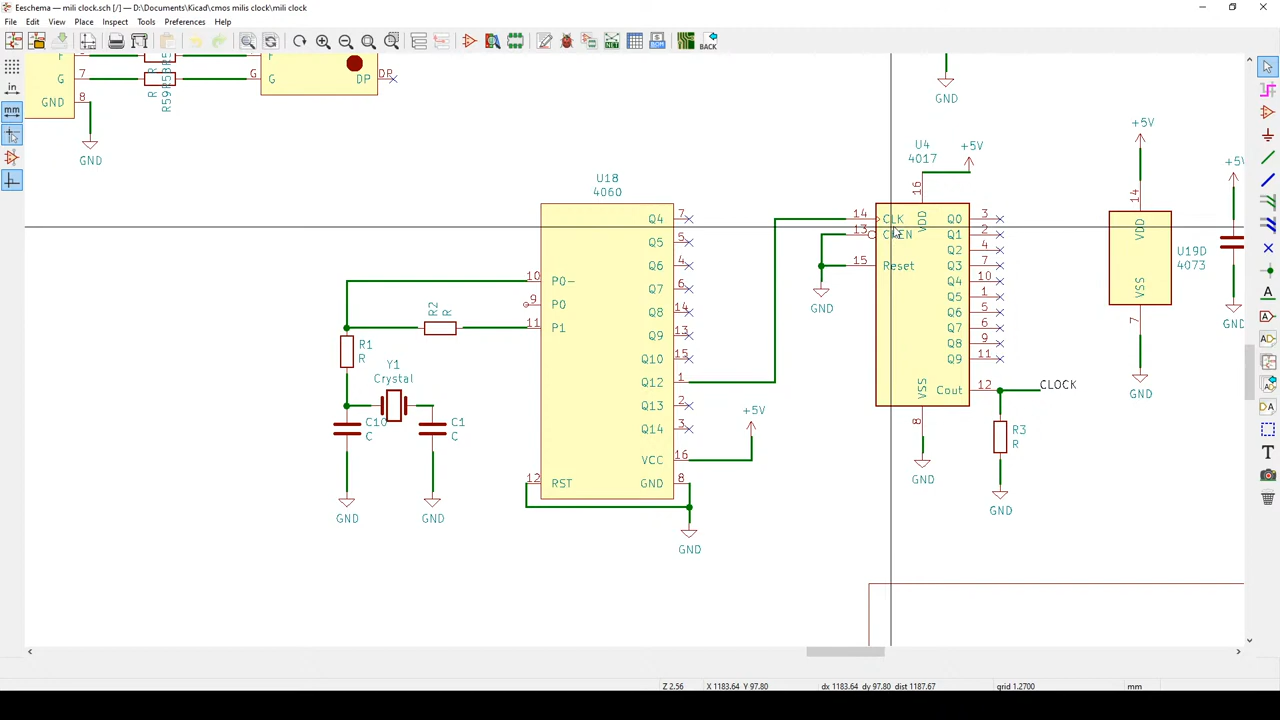 Eeschema — mili clock.sch [/] — D:\Documents\Kicad\cmos milis clock\mili clock
File Edit View Place Inspect Tools Preferences Help
BACK
in
mm
F
F
G 7 G G DP DR
R R59
GND 8
GND
GND
U18
4060
U4
4017
+5V
+5V
+5V
16
14
Q4 7
14 CLK VDD Q0 3
13 Q1 2
Q5 5
Q2 4
15 Reset Q3 7
Q6 4
VDD
U19D
4073
10 P0- Q7 6
Q4 10
VSS
Q5 1
9 P0 Q8 14
GND
Q6 5
GND
R2
R
11 P1 Q9 13
Q7 6
7
Q8 9
R1
R
Q10 15
Q9 11
Y1
Crystal
Q12 1
VSS
Cout 12 CLOCK
GND
Q13 2
+5V
C10
C
C1
C
Q14 3
8
R3
R
VCC 16
12 RST GND 8
GND
GND
GND
GND
GND
Z 2.56 X 1183.64 Y 97.80 dx 1183.64 dy 97.80 dist 1187.67 grid 1.2700 mm